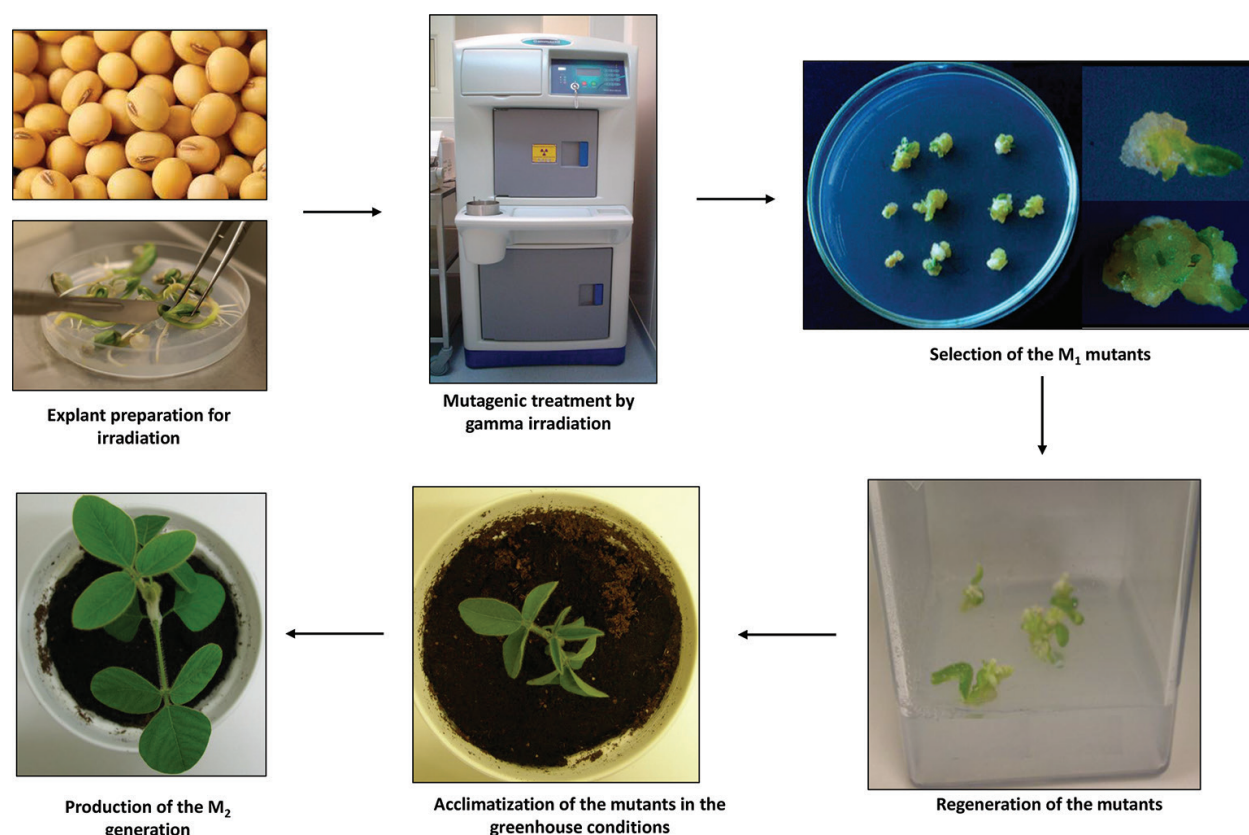 Explant preparation for
irradiation
Mutagenic treatment by
gamma irradiation
Selection of the M₁ mutants
Regeneration of the mutants
Acclimatization of the mutants in the
greenhouse conditions
Production of the M₂
generation